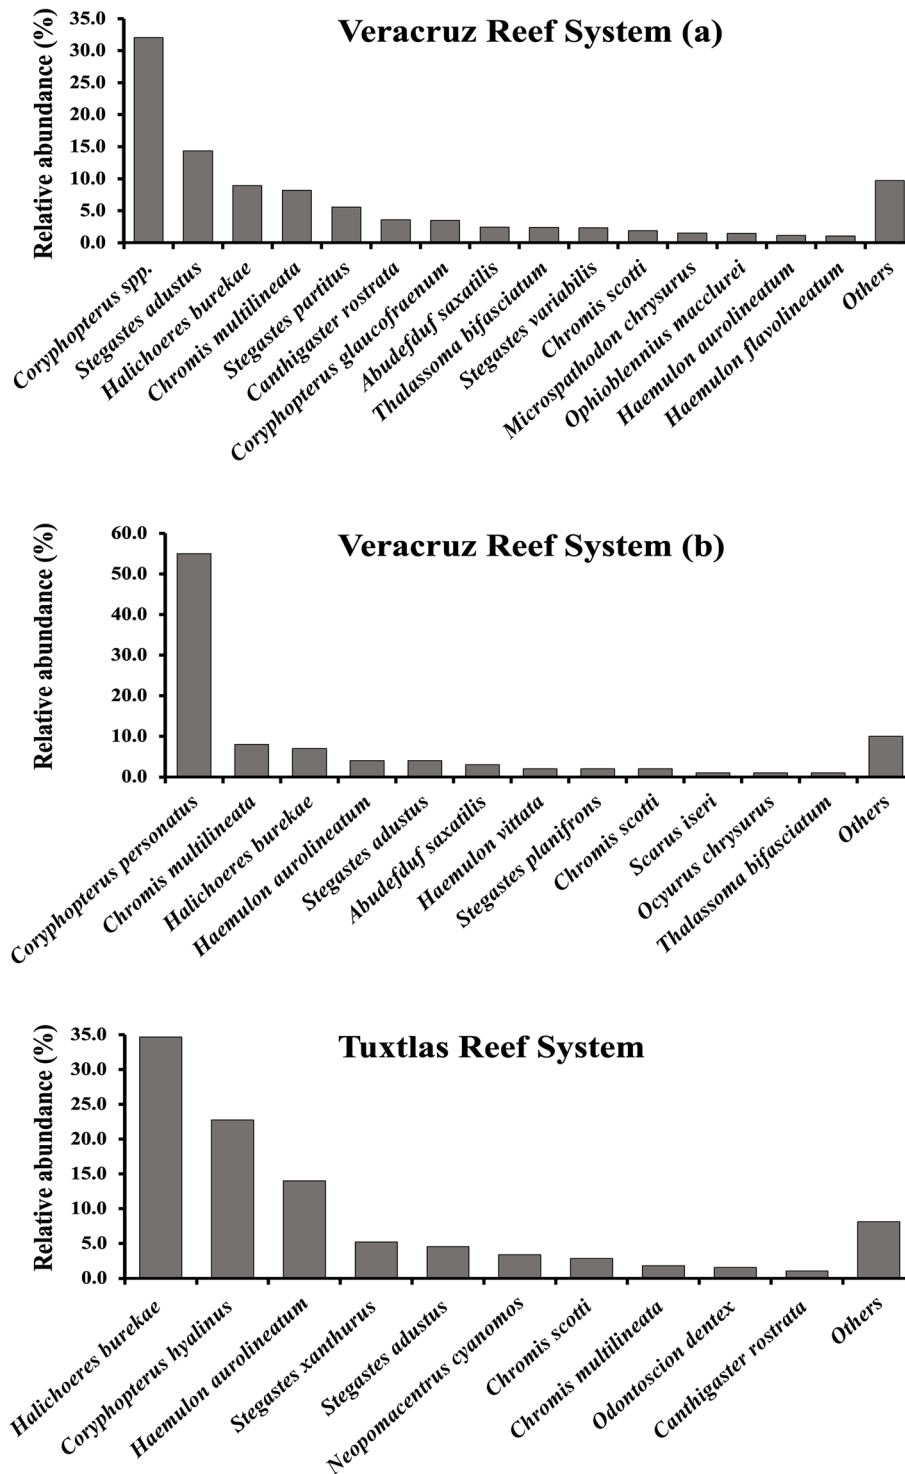 Veracruz Reef System (a)
Relative abundance (%)
35.0
30.0
25.0
20.0
15.0
10.0
5.0
0.0
Coryphopterus spp.
Stegastes adustus
Halichoeres burekae
Chromis multilineata
Stegastes partitus
Canthigaster rostrata
Coryphopterus glaucofraenum
Abudefduf saxatilis
Thalassoma bifasciatum
Stegastes variabilis
Chromis scotti
Microspathodon chrysurus
Ophioblennius macclurei
Haemulon aurolineatum
Haemulon flavolineatum
Others
Veracruz Reef System (b)
Relative abundance (%)
60.0
50.0
40.0
30.0
20.0
10.0
0.0
Coryphopterus personatus
Chromis multilineata
Halichoeres burekae
Haemulon aurolineatum
Stegastes adustus
Abudefduf saxatilis
Haemulon vittata
Stegastes planifrons
Chromis scotti
Scarus iseri
Ocyurus chrysurus
Thalassoma bifasciatum
Others
Tuxtlas Reef System
Relative abundance (%)
35.0
30.0
25.0
20.0
15.0
10.0
5.0
0.0
Halichoeres burekae
Coryphopterus hyalinus
Haemulon aurolineatum
Stegastes xanthurus
Stegastes adustus
Neopomacentrus cyanomos
Chromis scotti
Chromis multilineata
Odontoscion dentex
Canthigaster rostrata
Others